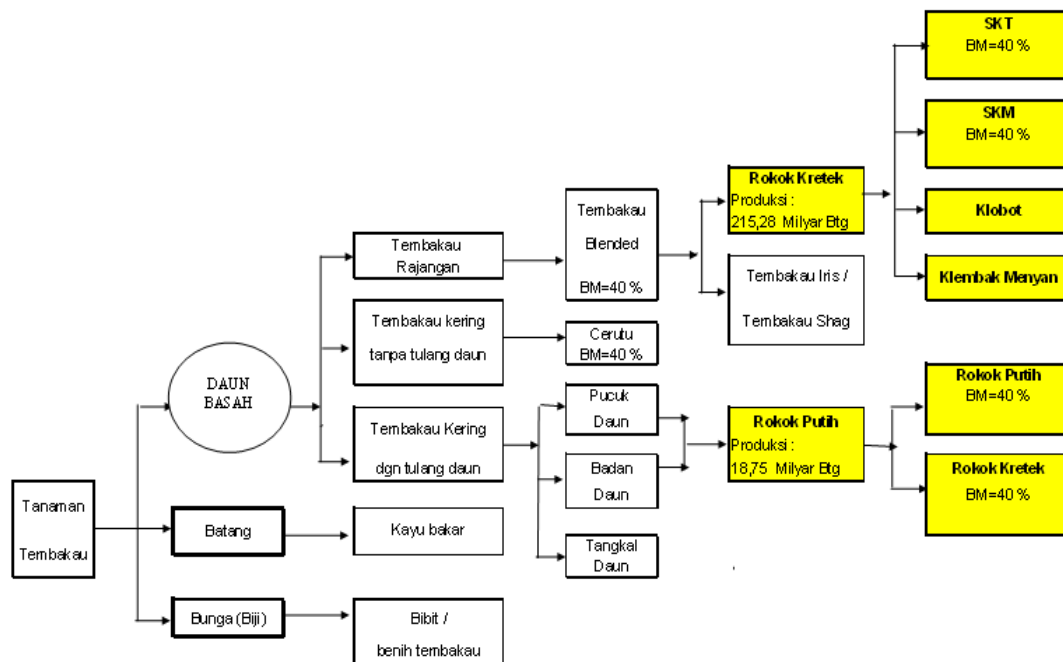 SKT
BM=40 %
SKM
BM=40 %
Rokok Kretek
Produksi :
215,28 Milyar Btg
Klobot
Klembak Menyan
Tembakau
Blended
BM=40 %
Tembakau
Rajangan
Tembakau Iris /
Tembakau Shag
Tembakau kering
tanpa tulang daun
Cerutu
BM=40 %
DAUN
BASAH
Tembakau Kering
dgn tulang daun
Pucuk
Daun
Badan
Daun
Tangkal
Daun
Rokok Putih
Produksi :
18,75 Milyar Btg
Rokok Putih
BM=40 %
Rokok Kretek
BM=40 %
Tanaman
Tembakau
Batang
Kayu bakar
Bunga (Biji)
Bibit /
benih tembakau